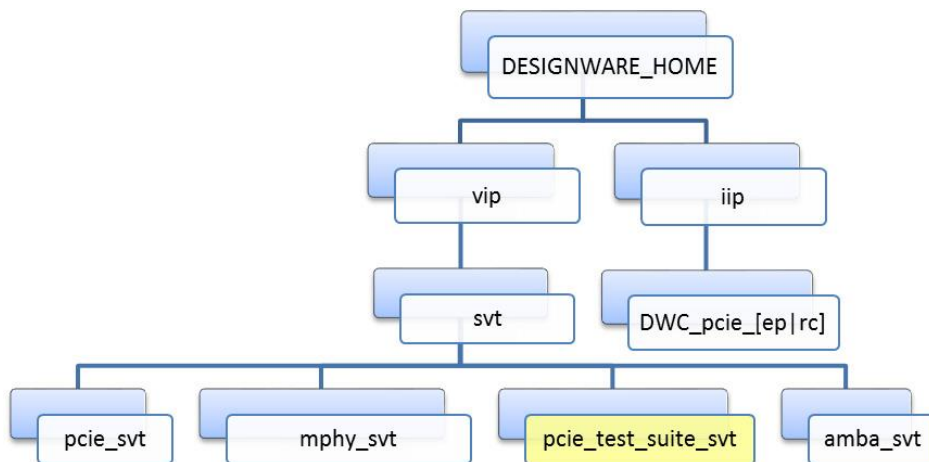 DESIGNWARE_HOME
vip
iip
svt
DWC_pcie_[ep|rc]
pcie_svt
mphy_svt
pcie_test_suite_svt
amba_svt